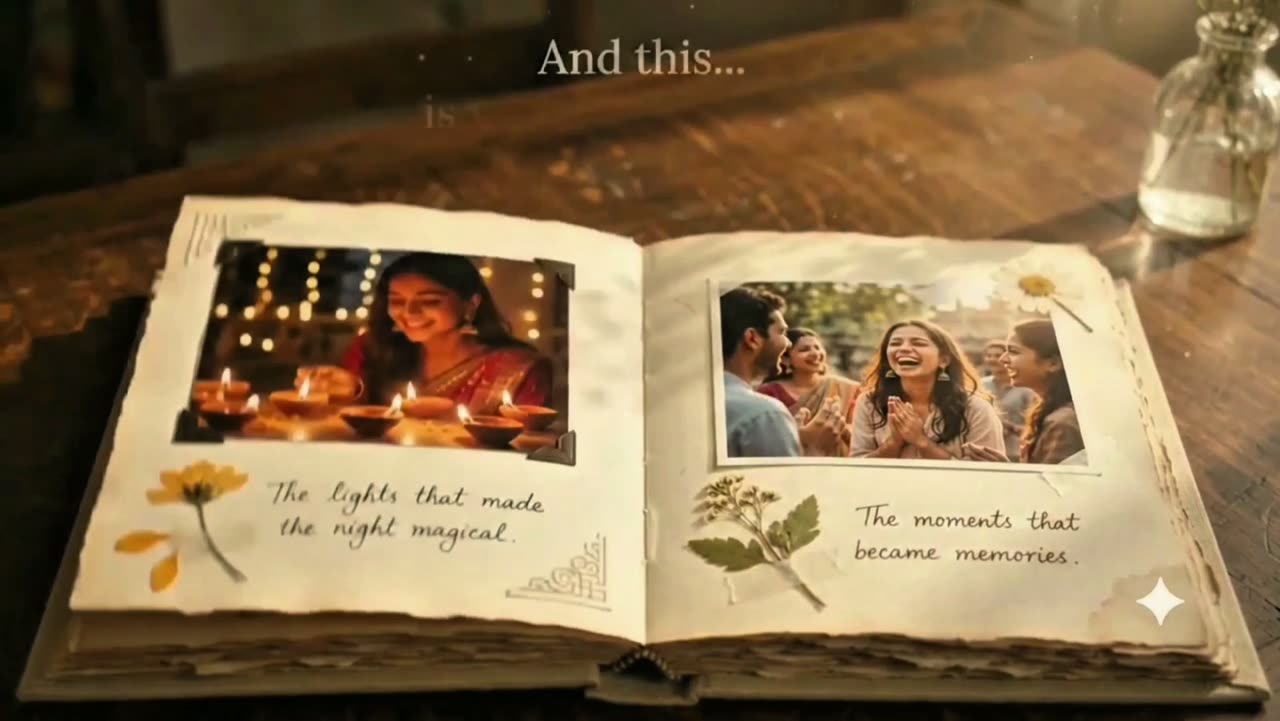 And this...
is
The lights that made
the night magical.
The moments that
became memories.